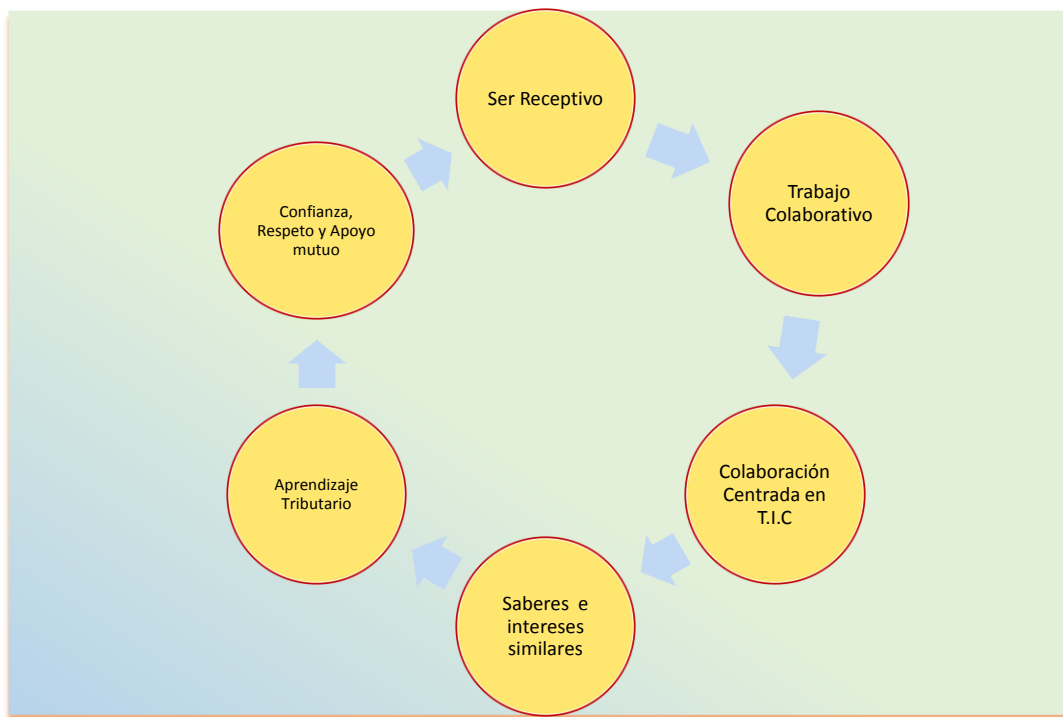 Ser Receptivo
Trabajo
Colaborativo
Colaboración
Centrada en
T.I.C
Saberes e
intereses
similares
Aprendizaje
Tributario
Confianza,
Respeto y Apoyo
mutuo